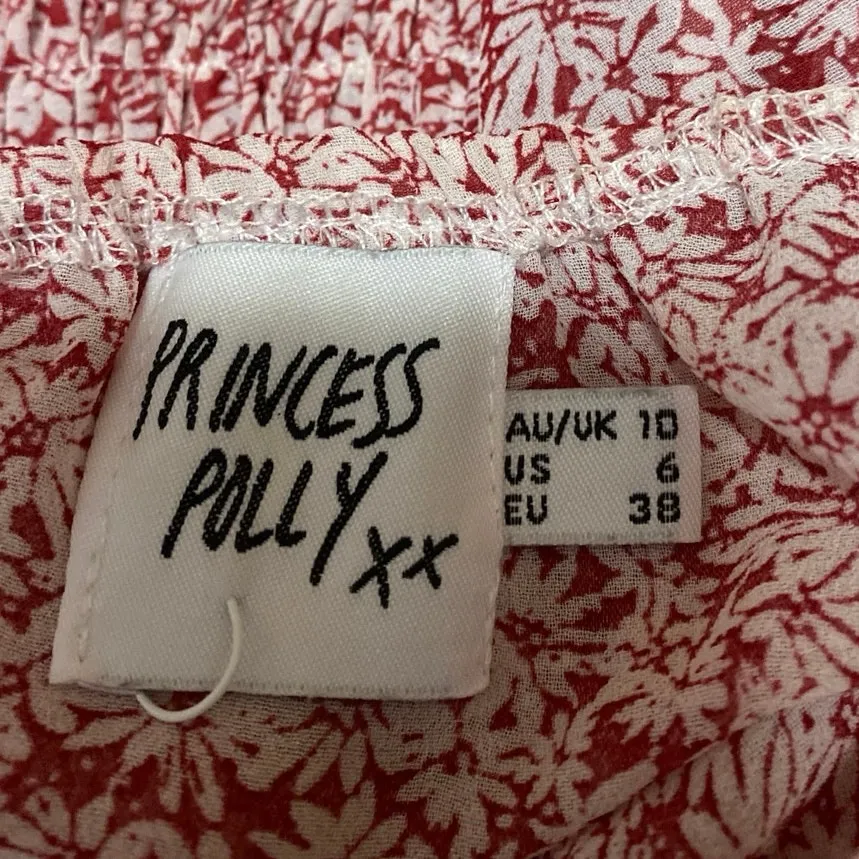 PRINCESS
POLLY
xx
AU/UK 10
US 6
EU 38